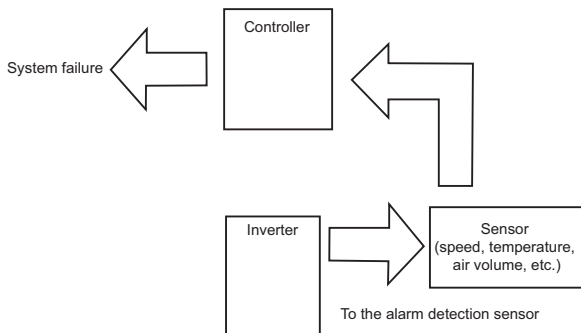 Controller
System failure
Inverter
Sensor
(speed, temperature,
air volume, etc.)
To the alarm detection sensor